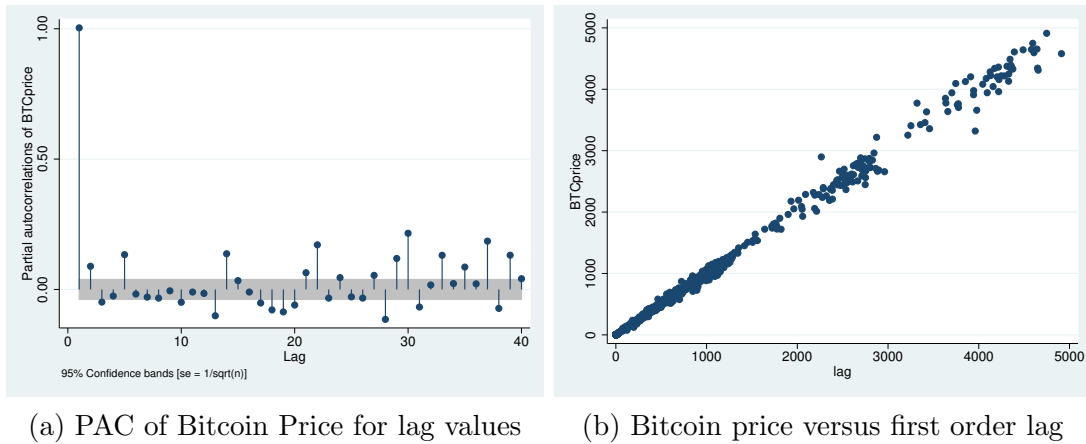 Partial autocorrelations of BTCprice
1.00
0.50
0.00
0
10
20
30
40
Lag
95% Confidence bands [se = 1/sqrt(n)]
(a) PAC of Bitcoin Price for lag values
BTCprice
5000
4000
3000
2000
1000
0
0
1000
2000
3000
4000
5000
lag
(b) Bitcoin price versus first order lag